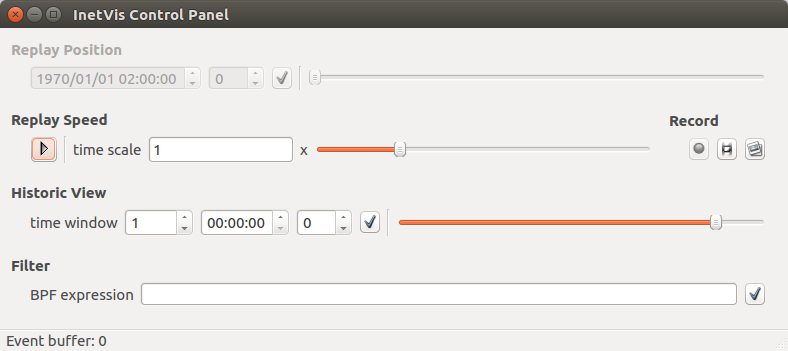 InetVis Control Panel
Replay Position
1970/01/01 02:00:00 0
Replay Speed Record
time scale 1 x
Historic View
time window 1 00:00:00 0
Filter
BPF expression
Event buffer: 0